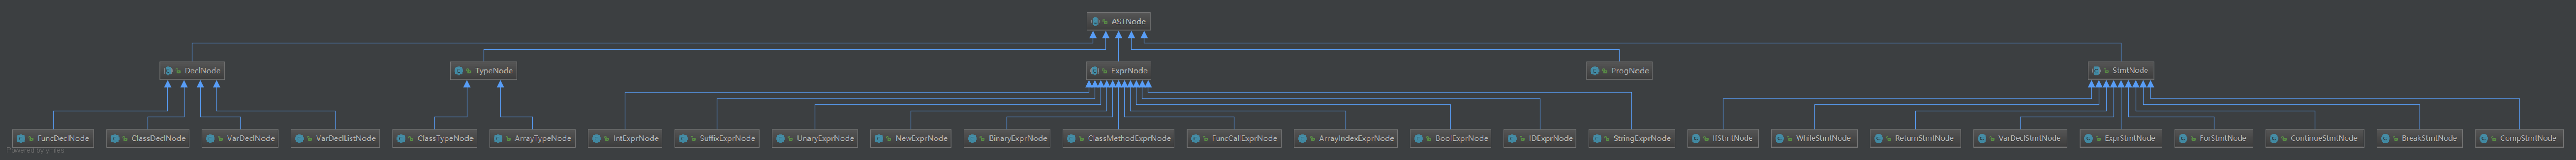 ASTNode
DeclNode TypeNode ExprNode ProgNode StmtNode
FuncDeclNode ClassDeclNode VarDeclNode VarDeclListNode ClassTypeNode ArrayTypeNode IntExprNode SuffixExprNode UnaryExprNode NewExprNode BinaryExprNode ClassMethodExprNode FuncCallExprNode ArrayIndexExprNode BoolExprNode IDExprNode StringExprNode IfStmtNode WhileStmtNode ReturnStmtNode VarDeclStmtNode ExprStmtNode ForStmtNode ContinueStmtNode BreakStmtNode CompStmtNode
Powered by yFiles